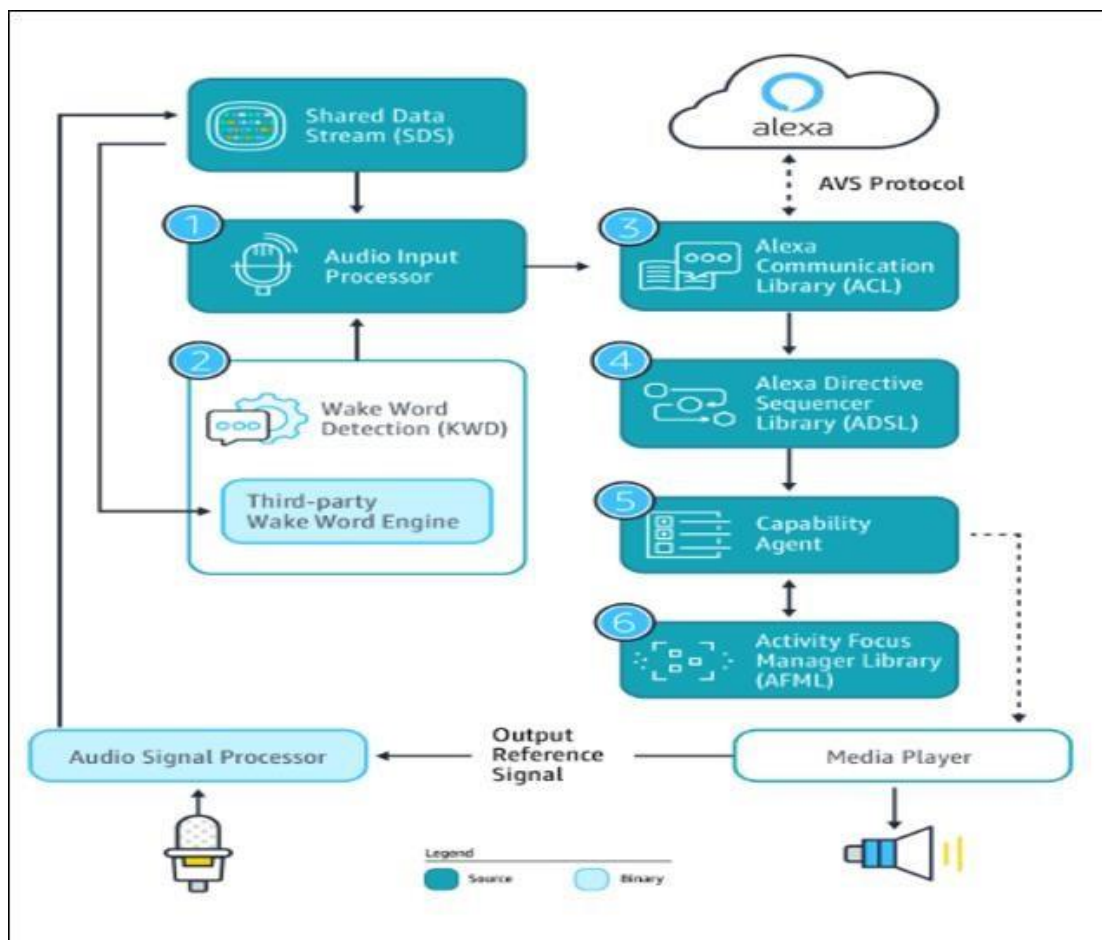 Shared Data
Stream (SDS)
alexa
AVS Protocol
1
Audio Input
Processor
3
Alexa
Communication
Library (ACL)
2
Wake Word
Detection (KWD)
Third-party
Wake Word Engine
4
Alexa Directive
Sequencer
Library (ADSL)
5
Capability
Agent
6
Activity Focus
Manager Library
(AFML)
Audio Signal Processor
Output
Reference
Signal
Media Player
Legend
Source
Binary